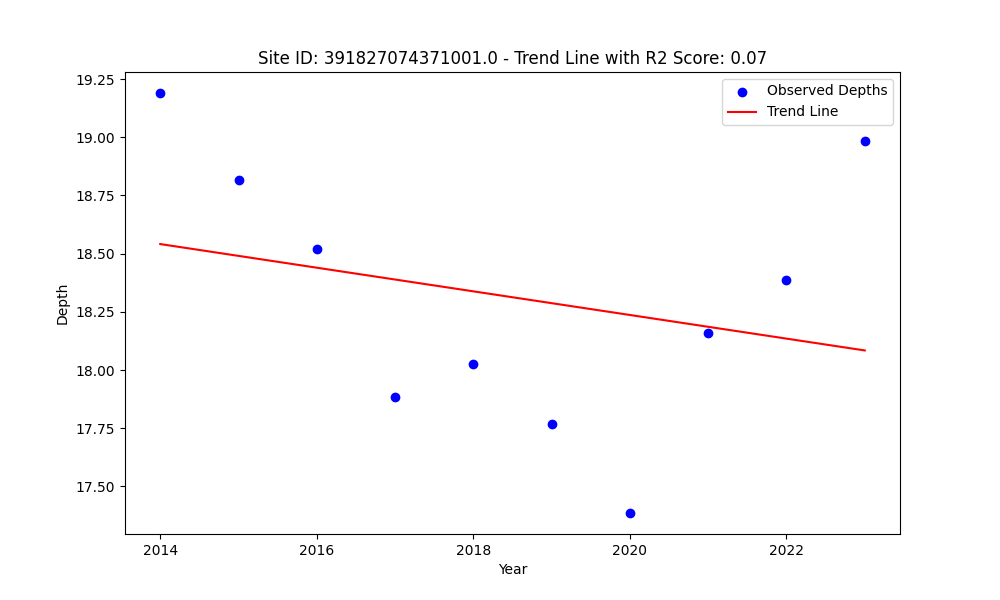 Site ID: 391827074371001.0 - Trend Line with R2 Score: 0.07
Observed Depths
Trend Line
19.25
19.00
18.75
18.50
18.25
18.00
17.75
17.50
Depth
2014
2016
2018
2020
2022
Year